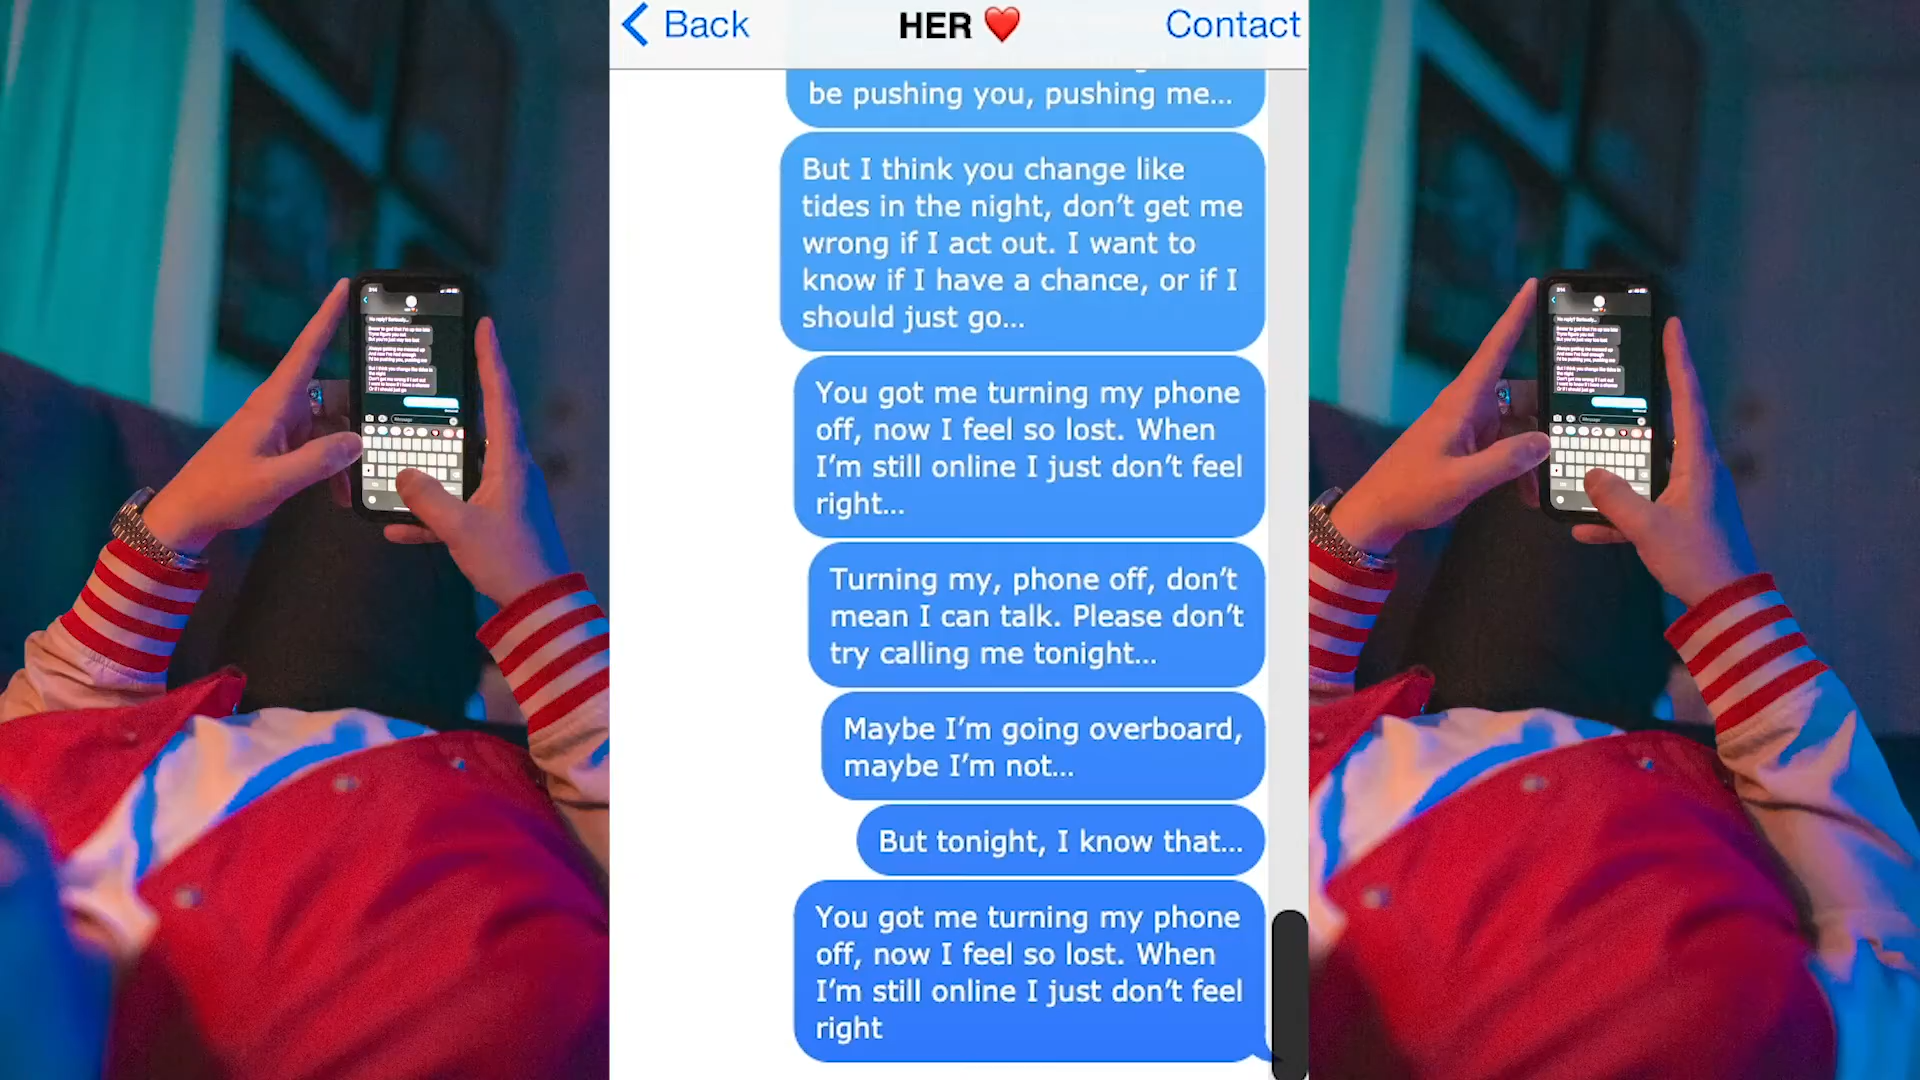 Back
HER ❤️
Contact
be pushing you, pushing me...
But I think you change like
tides in the night, don't get me
wrong if I act out. I want to
know if I have a chance, or if I
should just go...
You got me turning my phone
off, now I feel so lost. When
I'm still online I just don't feel
right...
Turning my, phone off, don't
mean I can talk. Please don't
try calling me tonight...
Maybe I'm going overboard,
maybe I'm not...
But tonight, I know that...
You got me turning my phone
off, now I feel so lost. When
I'm still online I just don't feel
right